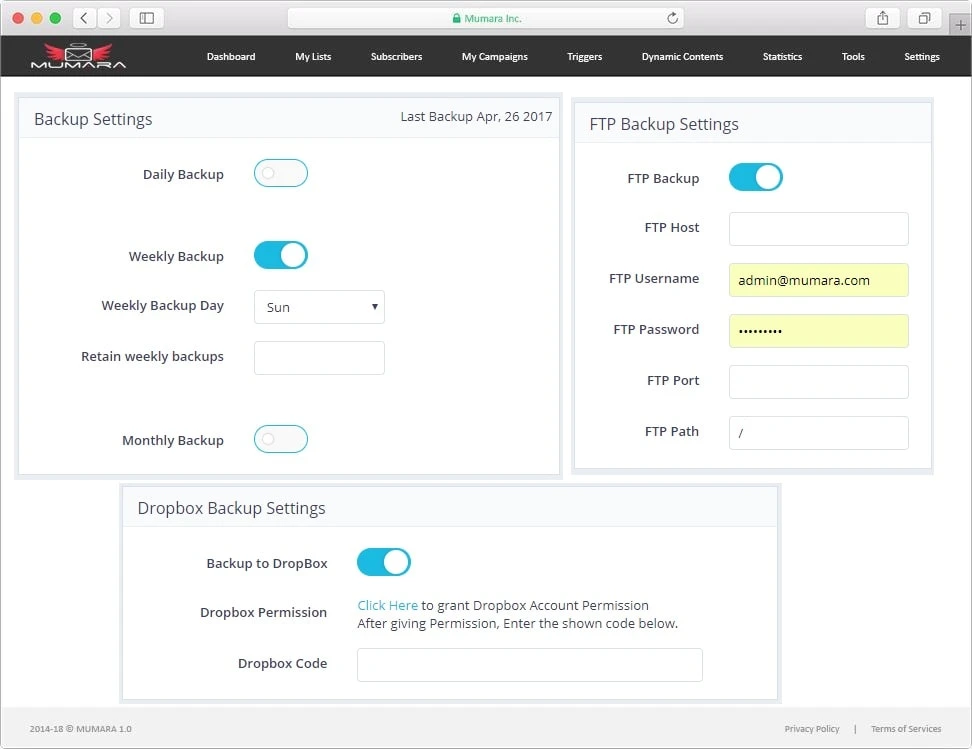 Mumara Inc.
MUMARA
Dashboard
My Lists
Subscribers
My Campaigns
Triggers
Dynamic Contents
Statistics
Tools
Settings
Backup Settings
Last Backup Apr, 26 2017
Daily Backup
Weekly Backup
Weekly Backup Day
Sun
Retain weekly backups
Monthly Backup
FTP Backup Settings
FTP Backup
FTP Host
FTP Username
admin@mumara.com
FTP Password
•••••••••
FTP Port
FTP Path
/
Dropbox Backup Settings
Backup to DropBox
Dropbox Permission
Click Here to grant Dropbox Account Permission
After giving Permission, Enter the shown code below.
Dropbox Code
2014-18 © MUMARA 1.0
Privacy Policy | Terms of Services